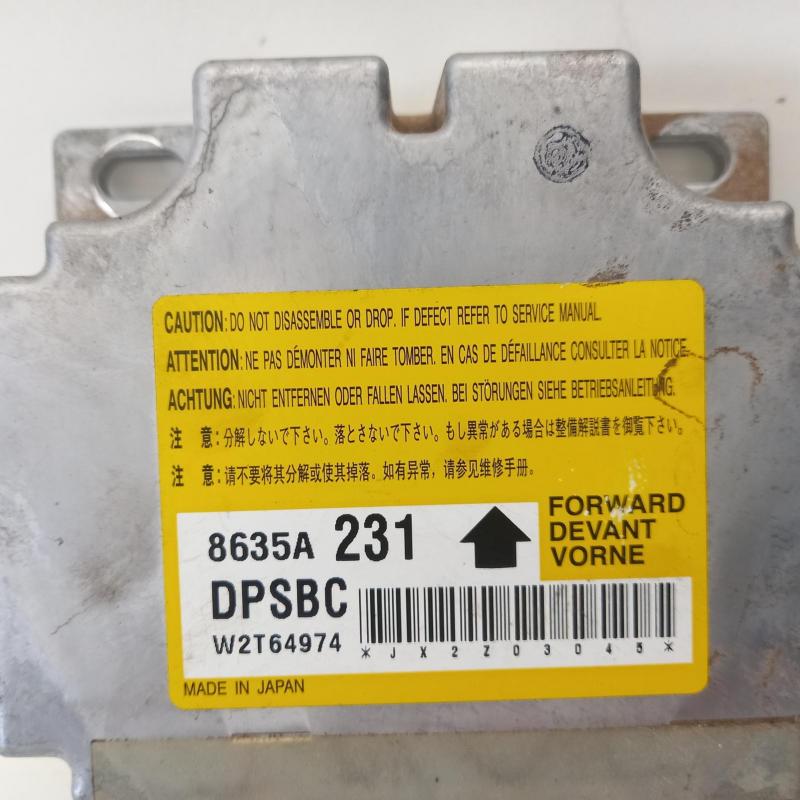 CAUTION: DO NOT DISASSEMBLE OR DROP. IF DEFECT REFER TO SERVICE MANUAL.
ATTENTION: NE PAS DÉMONTER NI FAIRE TOMBER. EN CAS DE DÉFAILLANCE CONSULTER LA NOTICE.
ACHTUNG: NICHT ENTFERNEN ODER FALLEN LASSEN. BEI STÖRUNGEN SIEHE BETRIEBSANLEITUNG.
注 意：分解しないで下さい。落とさないで下さい。もし異常がある場合は整備解説書を御覧下さい。
注 意：请不要将其分解或使其掉落。如有异常，请参见维修手册。
FORWARD
DEVANT
VORNE
8635A 231
DPSBC
W2T64974
*JX2Z03045*
MADE IN JAPAN